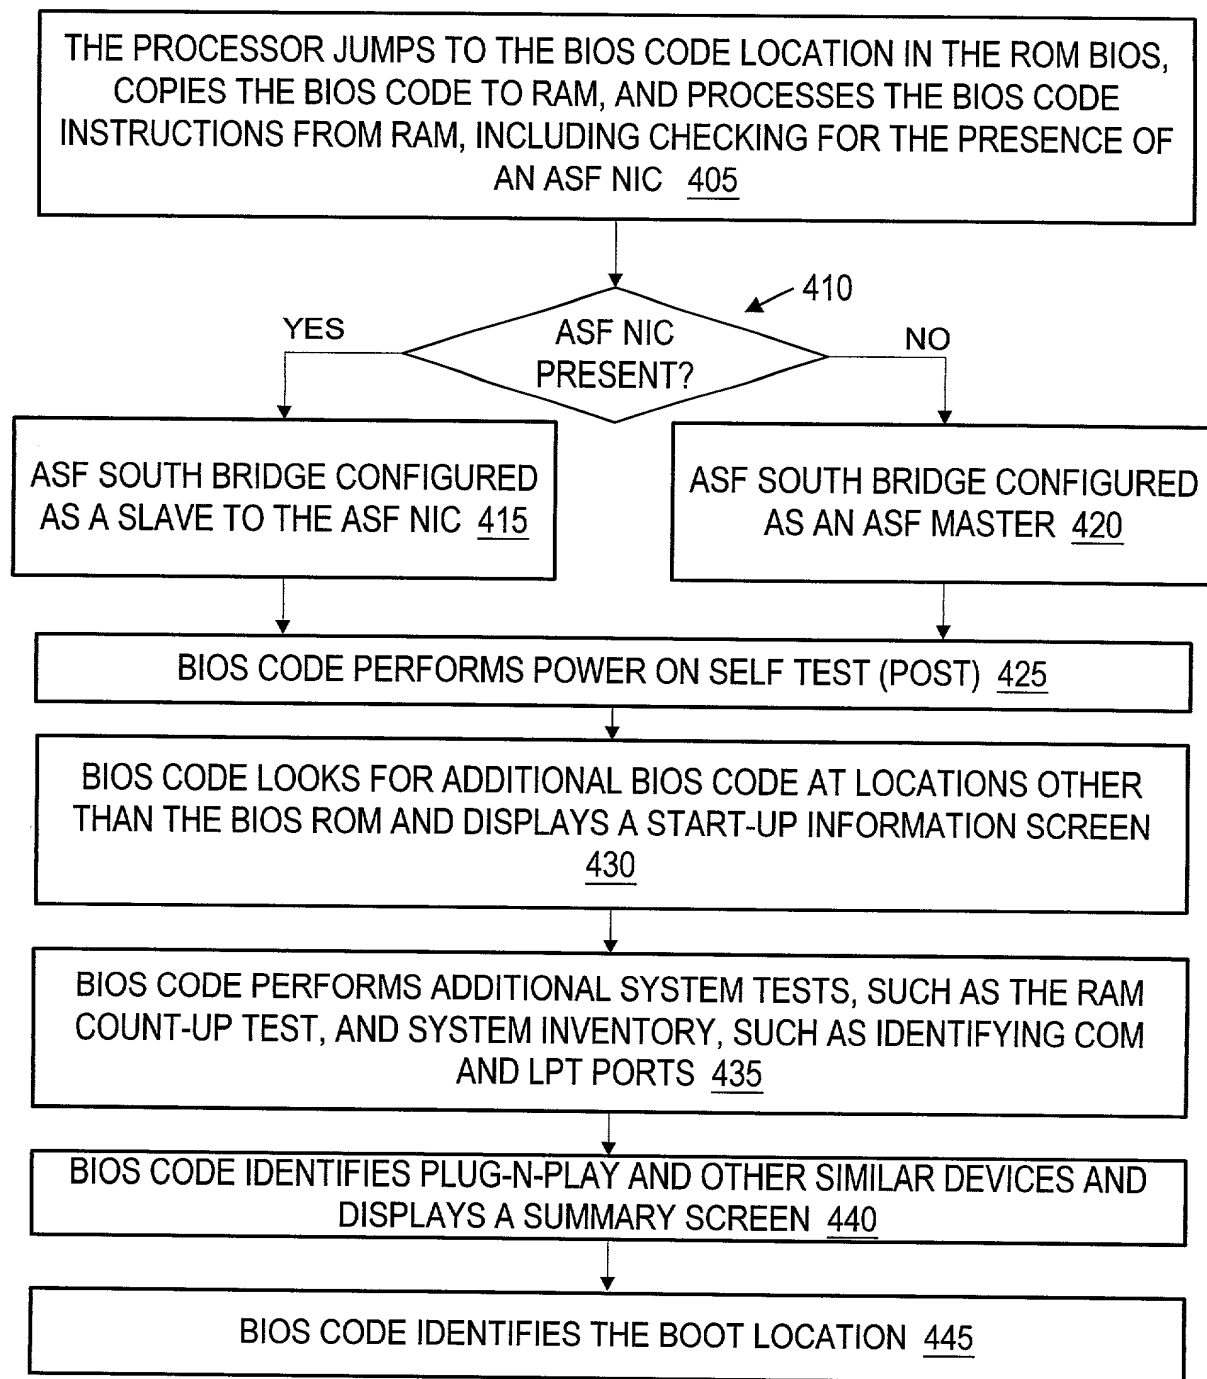 THE PROCESSOR JUMPS TO THE BIOS CODE LOCATION IN THE ROM BIOS,
COPIES THE BIOS CODE TO RAM, AND PROCESSES THE BIOS CODE
INSTRUCTIONS FROM RAM, INCLUDING CHECKING FOR THE PRESENCE OF
AN ASF NIC 405
410
YES
ASF NIC
PRESENT?
NO
ASF SOUTH BRIDGE CONFIGURED
AS A SLAVE TO THE ASF NIC 415
ASF SOUTH BRIDGE CONFIGURED
AS AN ASF MASTER 420
BIOS CODE PERFORMS POWER ON SELF TEST (POST) 425
BIOS CODE LOOKS FOR ADDITIONAL BIOS CODE AT LOCATIONS OTHER
THAN THE BIOS ROM AND DISPLAYS A START-UP INFORMATION SCREEN
430
BIOS CODE PERFORMS ADDITIONAL SYSTEM TESTS, SUCH AS THE RAM
COUNT-UP TEST, AND SYSTEM INVENTORY, SUCH AS IDENTIFYING COM
AND LPT PORTS 435
BIOS CODE IDENTIFIES PLUG-N-PLAY AND OTHER SIMILAR DEVICES AND
DISPLAYS A SUMMARY SCREEN 440
BIOS CODE IDENTIFIES THE BOOT LOCATION 445